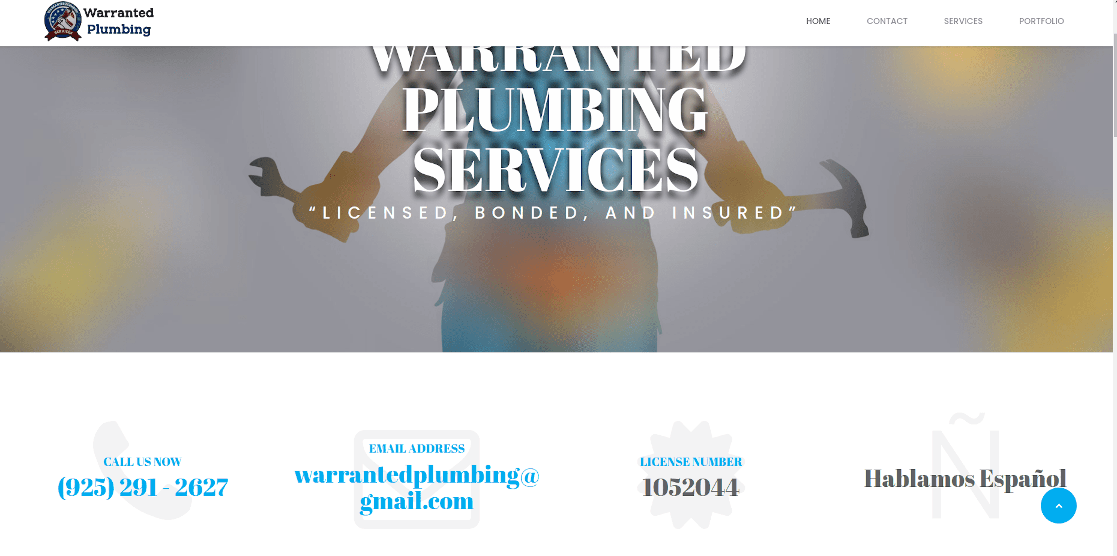 Warranted
Plumbing
HOME
CONTACT
SERVICES
PORTFOLIO
WARRANTED
PLUMBING
SERVICES
“LICENSED, BONDED, AND INSURED”
CALL US NOW
(925) 291 - 2627
EMAIL ADDRESS
warrantedplumbing@
gmail.com
LICENSE NUMBER
1052044
Ñ
Hablamos Español